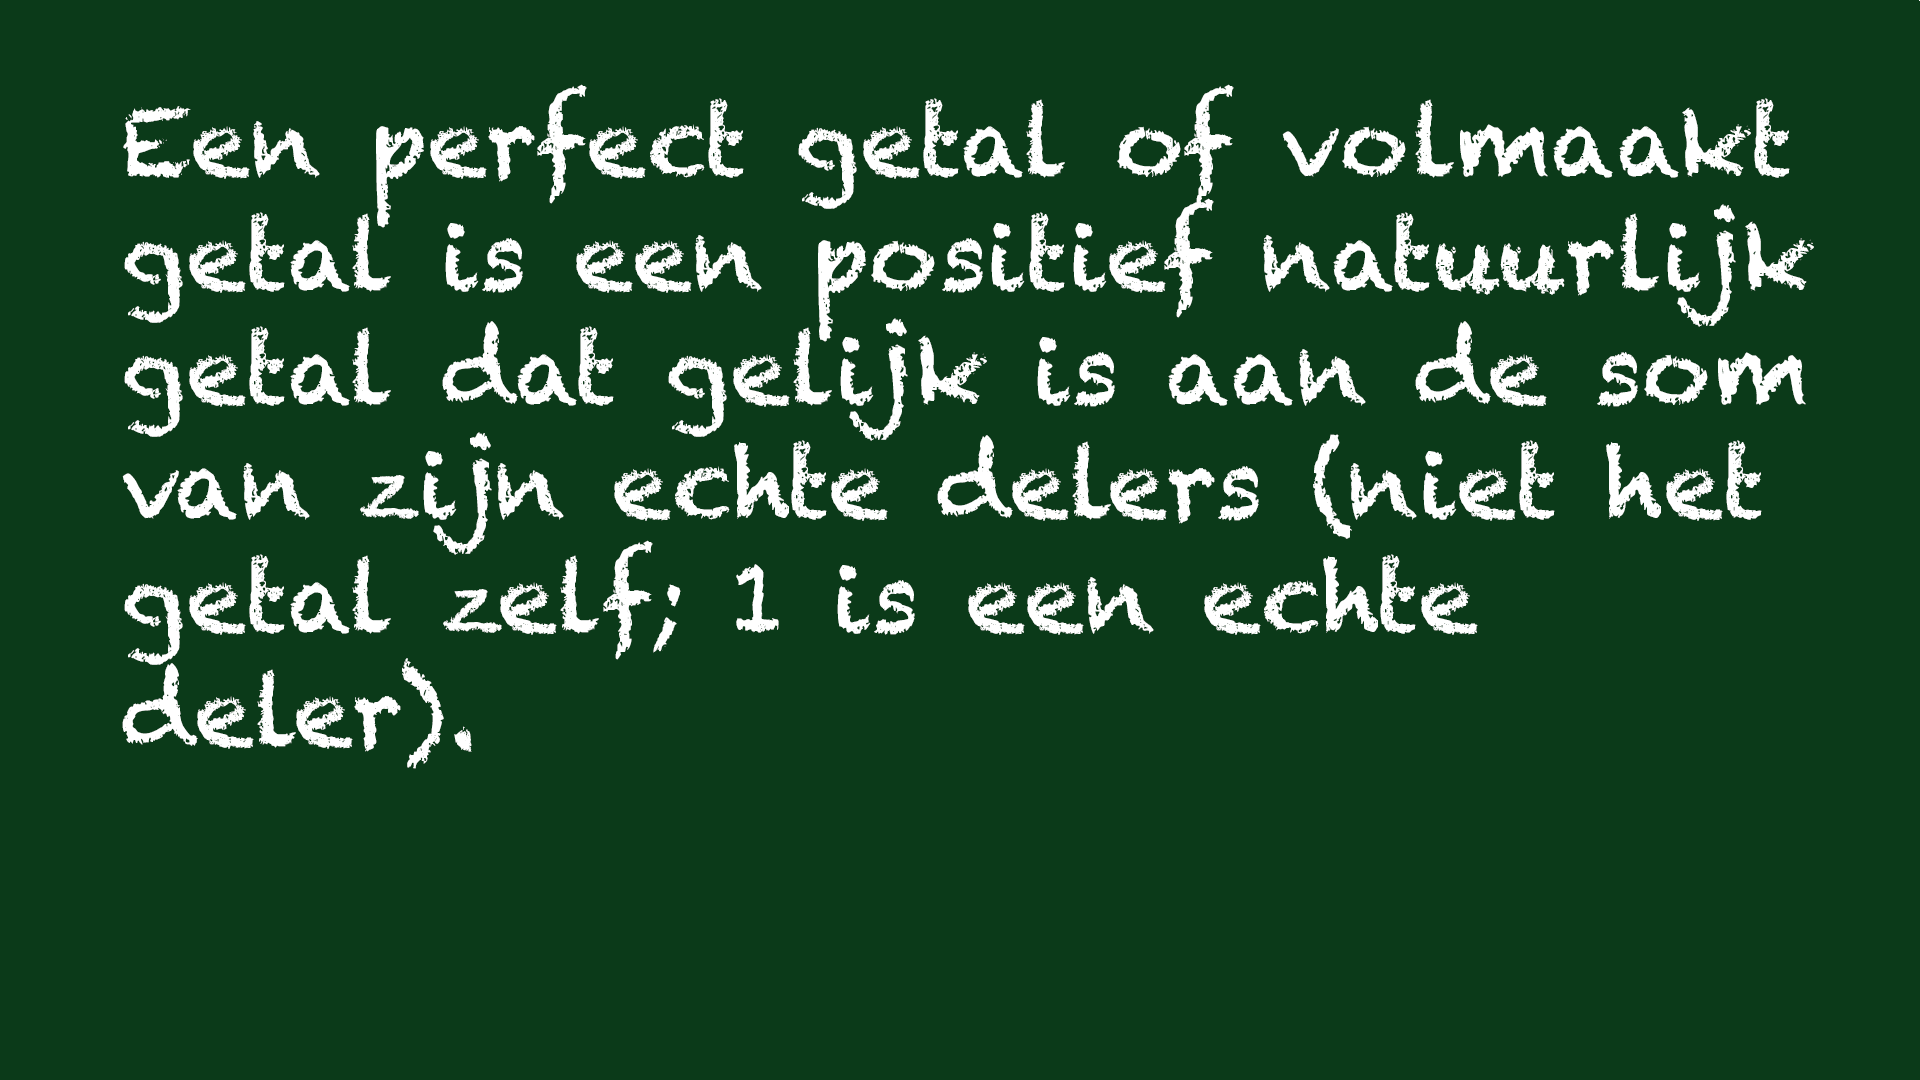 Een perfect getal of volmaakt
getal is een positief natuurlijk
getal dat gelijk is aan de som
van zijn echte delers (niet het
getal zelf; 1 is een echte
deler).